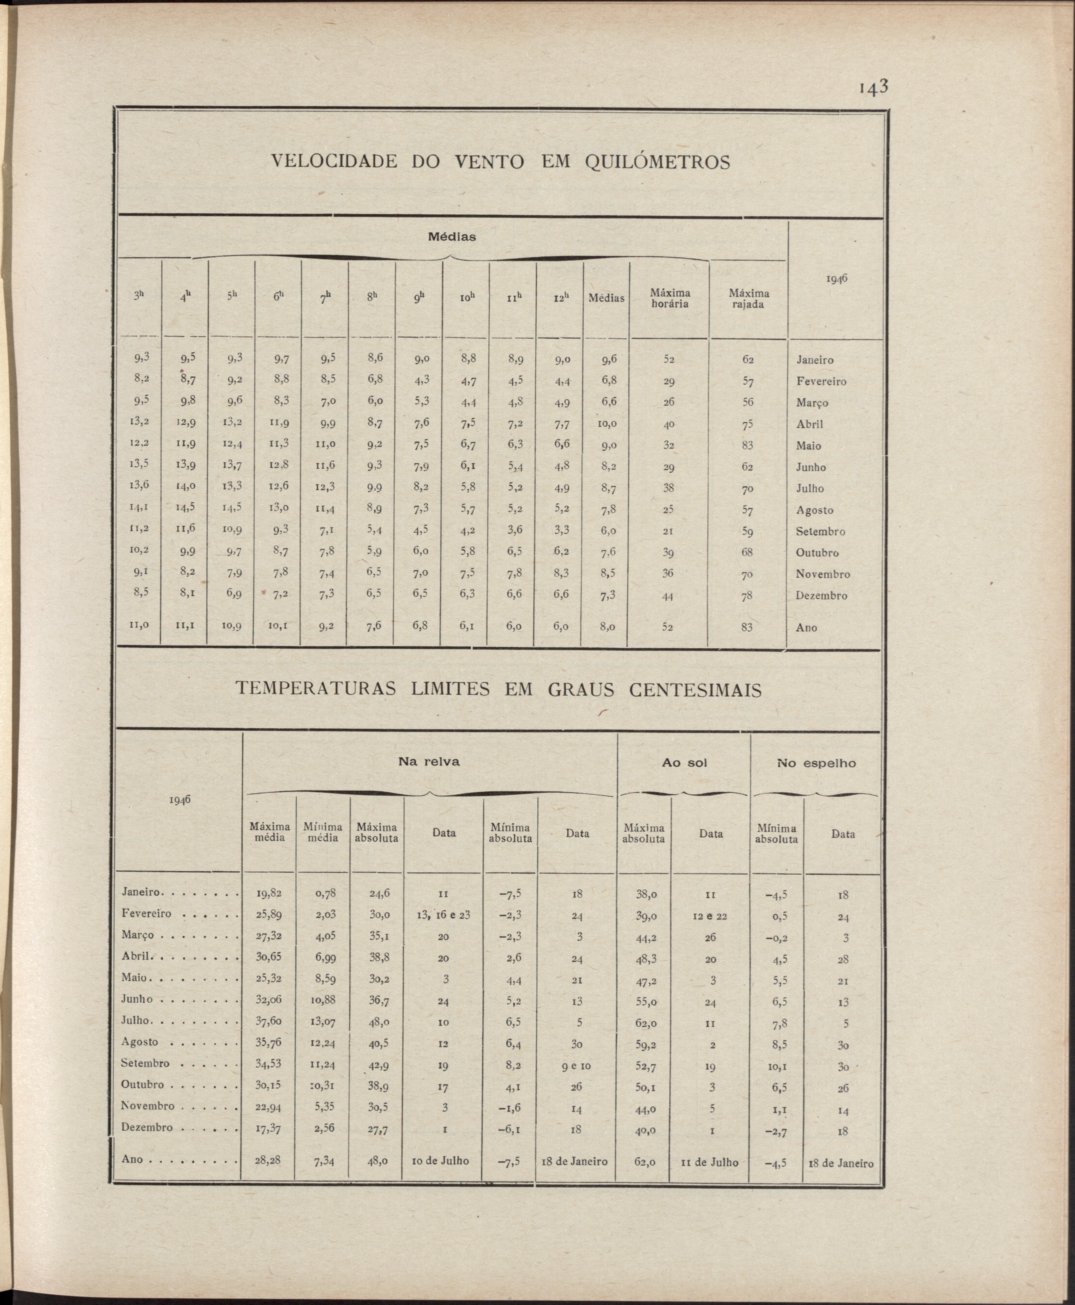 143
VELOCIDADE DO VENTO EM QUILÓMETROS
Médias
3h 4h 5h 6h 7h 8h 9h 10h 11h 12h Médias Máxima horária Máxima rajada 1946
9,3 9,5 9,3 9,7 9,5 8,6 9,0 8,8 8,9 9,0 9,6 52 62 Janeiro
8,2 8,7 9,2 8,8 8,5 6,8 4,3 4,7 4,5 4,4 6,8 29 57 Fevereiro
9,5 9,8 9,6 8,3 7,0 6,0 5,3 4,4 4,8 4,9 6,6 26 56 Março
13,2 12,9 13,2 11,9 9,9 8,7 7,6 7,5 7,2 7,7 10,0 40 75 Abril
12,2 11,9 12,4 11,3 11,0 9,2 7,5 6,7 6,3 6,6 9,0 32 83 Maio
13,5 13,9 13,7 12,8 11,6 9,3 7,9 6,1 5,4 4,8 8,2 29 62 Junho
13,6 14,0 13,3 12,6 12,3 9,9 8,2 5,8 5,2 4,9 8,7 38 70 Julho
14,1 14,5 14,5 13,0 11,4 8,9 7,3 5,7 5,2 5,2 7,8 25 57 Agosto
11,2 11,6 10,9 9,3 7,1 5,4 4,5 4,2 3,6 3,3 6,0 21 59 Setembro
10,2 9,9 9,7 8,7 7,8 5,9 6,0 5,8 6,5 6,2 7,6 39 68 Outubro
9,1 8,2 7,9 7,8 7,4 6,5 7,0 7,5 7,8 8,3 8,5 36 70 Novembro
8,5 8,1 6,9 7,2 7,3 6,5 6,5 6,3 6,6 6,6 7,3 44 78 Dezembro
11,0 11,1 10,9 10,1 9,2 7,6 6,8 6,1 6,0 6,0 8,0 52 83 Ano
TEMPERATURAS LIMITES EM GRAUS CENTESIMAIS
Na relva Ao sol No espelho
1946 Máxima média Mínima média Máxima absoluta Data Mínima absoluta Data Máxima absoluta Data Mínima absoluta Data
Janeiro. . . . . . . . 19,82 0,78 24,6 11 –7,5 18 38,0 11 –4,5 18
Fevereiro . . . . . . 25,89 2,03 30,0 13, 16 e 23 –2,3 24 39,0 12 e 22 0,5 24
Março . . . . . . . . 27,32 4,05 35,1 20 –2,3 3 44,2 26 –0,2 3
Abril. . . . . . . . . 30,65 6,99 38,8 20 2,6 24 48,3 20 4,5 28
Maio. . . . . . . . . 25,32 8,59 30,2 3 4,4 21 47,2 3 5,5 21
Junho . . . . . . . . 32,06 10,88 36,7 24 5,2 13 55,0 24 6,5 13
Julho. . . . . . . . . 37,60 13,07 48,0 10 6,5 5 62,0 11 7,8 5
Agosto . . . . . . . 35,76 12,24 40,5 12 6,4 30 59,2 2 8,5 30
Setembro . . . . . . 34,53 11,24 42,9 19 8,2 9 e 10 52,7 19 10,1 30
Outubro . . . . . . . 30,15 10,31 38,9 17 4,1 26 50,1 3 6,5 26
Novembro . . . . . . 22,94 5,35 30,5 3 –1,6 14 44,0 5 1,1 14
Dezembro . . . . . . 17,37 2,56 27,7 1 –6,1 18 40,0 1 –2,7 18
Ano . . . . . . . . . 28,28 7,34 48,0 10 de Julho –7,5 18 de Janeiro 62,0 11 de Julho –4,5 18 de Janeiro